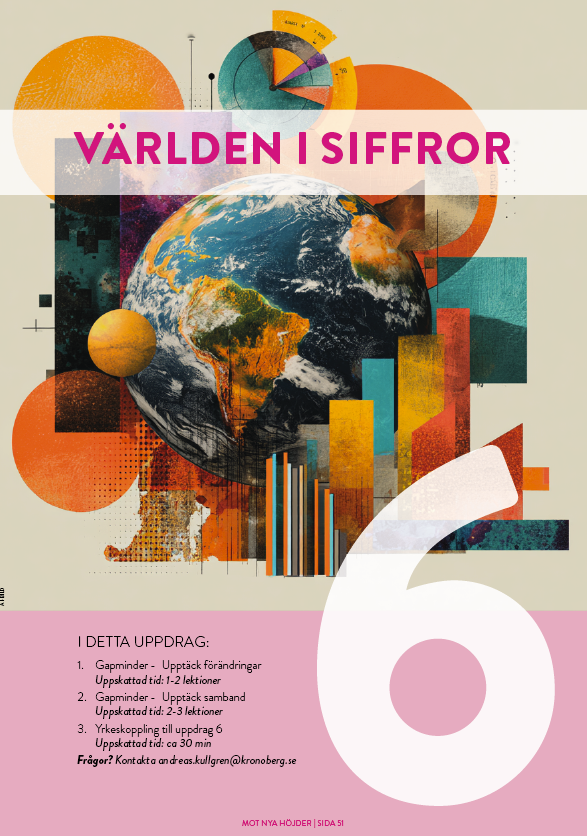 VÄRLDEN I SIFFROR
I DETTA UPPDRAG:
1. Gapminder - Upptäck förändringar
Uppskattad tid: 1-2 lektioner
2. Gapminder - Upptäck samband
Uppskattad tid: 2-3 lektioner
3. Yrkeskoppling till uppdrag 6
Uppskattad tid: ca 30 min
Frågor? Kontakta andreas.kullgren@kronoberg.se
6
MOT NYA HÖJDER | SIDA 51